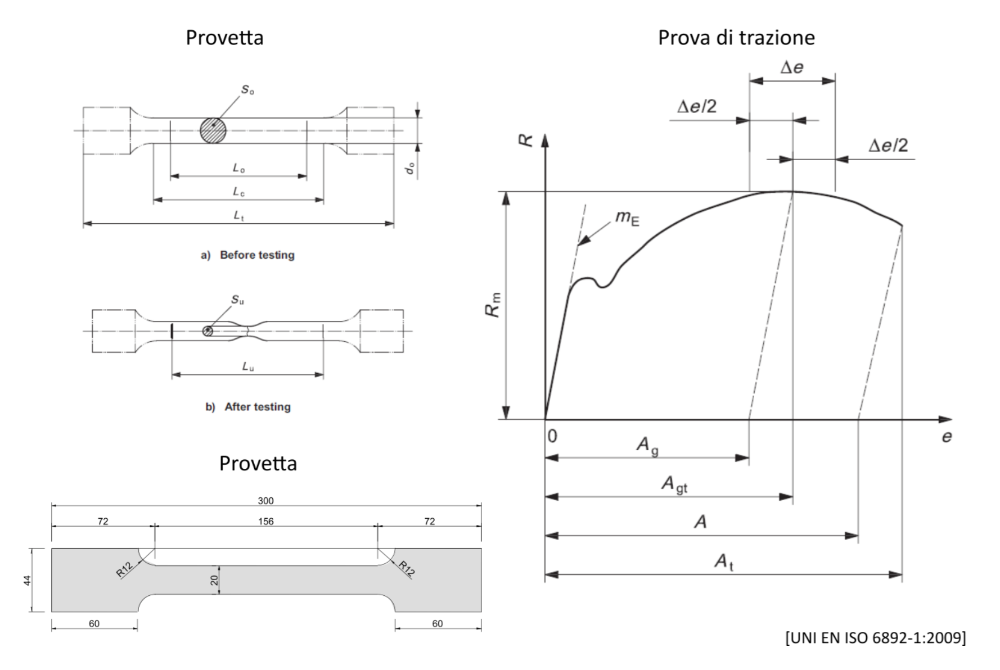 Provetta
So
Lo
Lc
Lt
do
a) Before testing
Su
Lu
b) After testing
Provetta
300
72
156
72
R12
R12
44
20
60
60
Prova di trazione
Δe
Δe/2
Δe/2
R
mE
Rm
0
e
Ag
Agt
A
At
[UNI EN ISO 6892-1:2009]